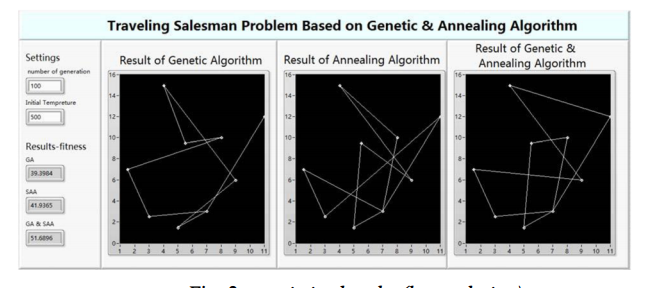 Traveling Salesman Problem Based on Genetic & Annealing Algorithm
Settings
number of generation
100
Initial Tempreture
500
Results-fitness
GA
39.3984
SAA
41.9365
GA & SAA
51.6896
Result of Genetic Algorithm
16
14
12
10
8
6
4
2
0
1 2 3 4 5 6 7 8 9 10 11
Result of Annealing Algorithm
16
14
12
10
8
6
4
2
0
1 2 3 4 5 6 7 8 9 10 11
Result of Genetic &
Annealing Algorithm
16
14
12
10
8
6
4
2
0
1 2 3 4 5 6 7 8 9 10 11